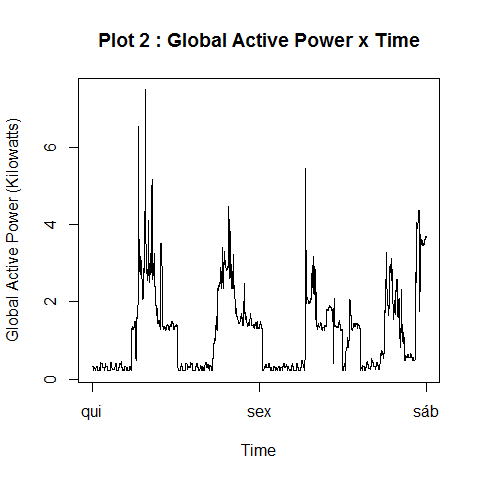 Plot 2 : Global Active Power x Time
Global Active Power (Kilowatts)
6
4
2
0
qui sex sáb
Time